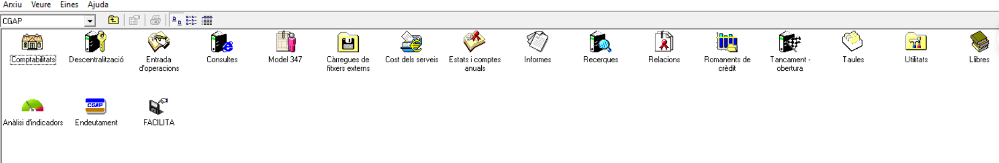 Arxiu Veure Eines Ajuda
CGAP
Comptabilitats Descentralització Entrada Consultes Model 347 Càrregues de Cost dels serveis Estats i comptes Informes Recerques Relacions Romanents de Tancament - Taules Utilitats Llibres
d'operacions fitxers externs anuals crèdit obertura
CGAP
Anàlisi d'indicadors Endeutament FACILITA